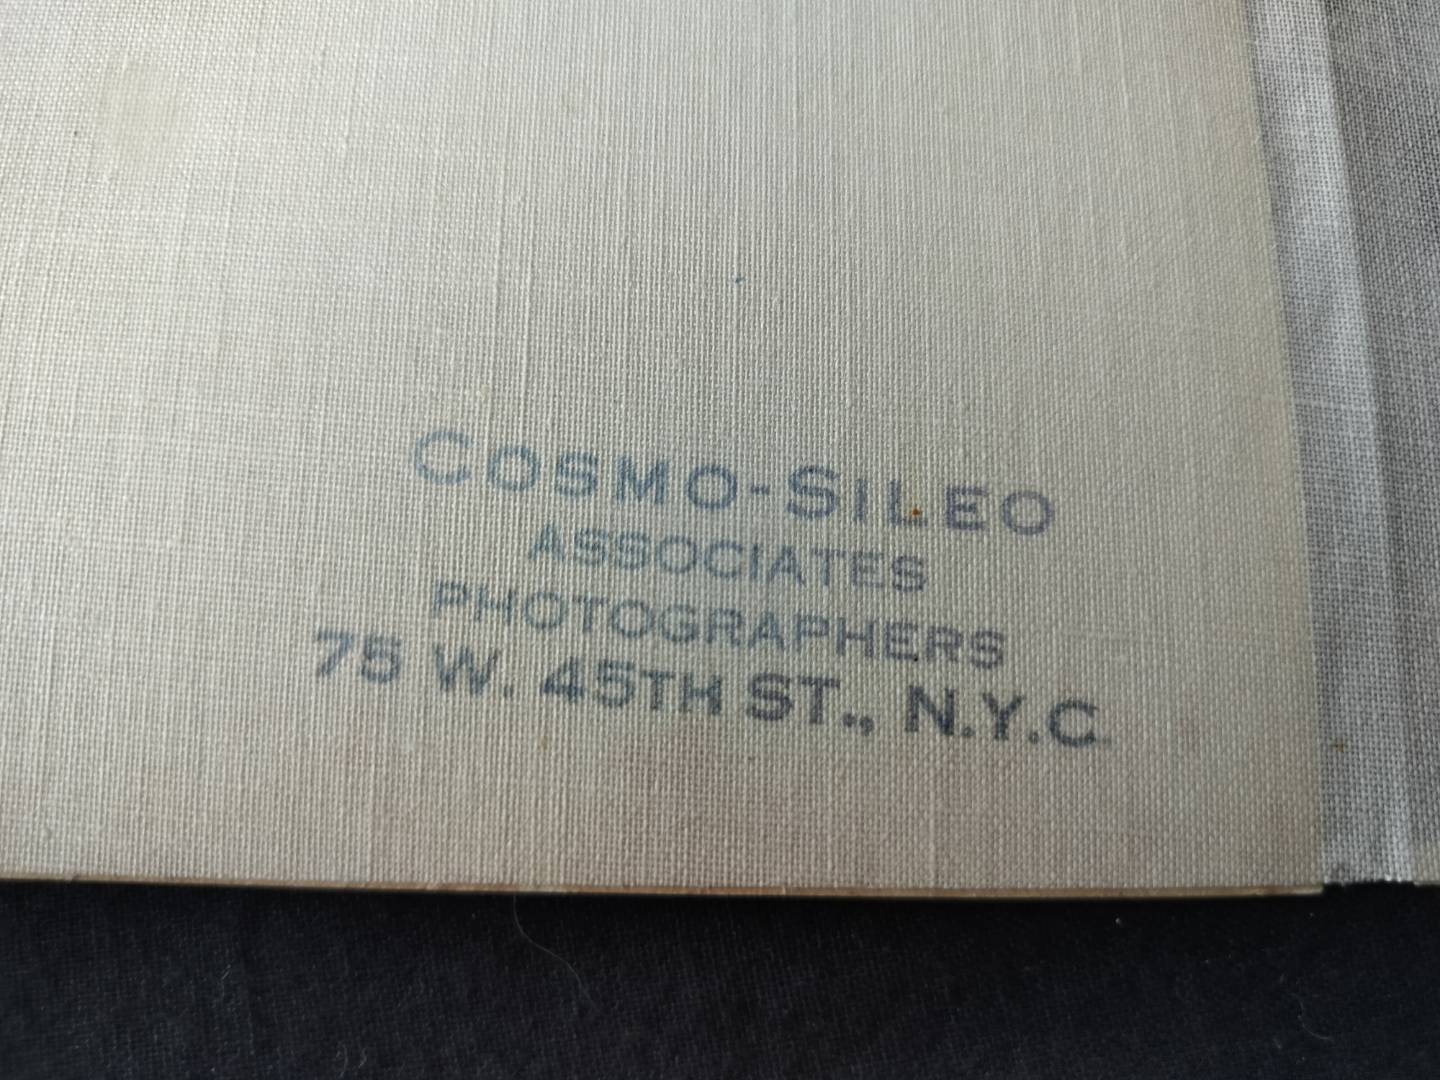 COSMO-SILEO
ASSOCIATES
PHOTOGRAPHERS
75 W. 45TH ST., N.Y.C.